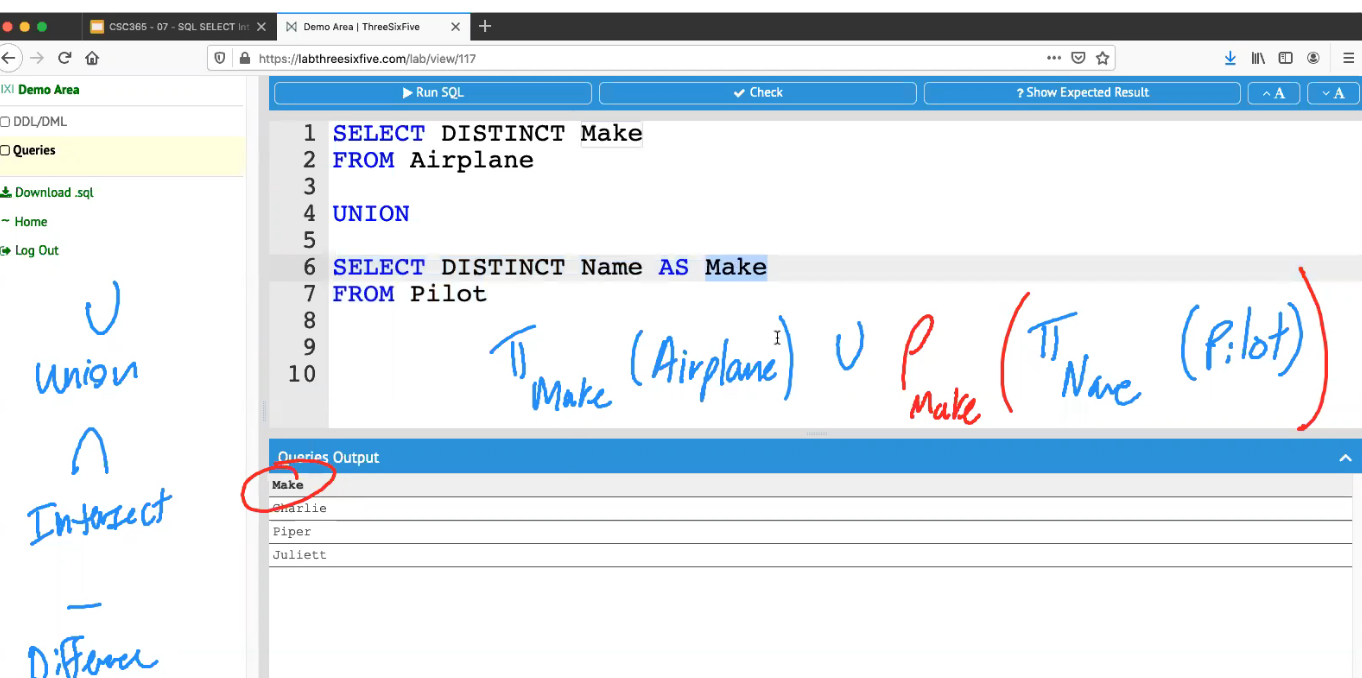 CSC365 - 07 - SQL SELECT Int
Demo Area | ThreeSixFive
https://labthreesixfive.com/lab/view/117
|X| Demo Area
DDL/DML
Queries
Download .sql
~ Home
Log Out
Run SQL
Check
? Show Expected Result
A
A
1 SELECT DISTINCT Make
2 FROM Airplane
3
4 UNION
5
6 SELECT DISTINCT Name AS Make
7 FROM Pilot
8
9
10
π Make (Airplane) ∪ ρ Make (π Name (Pilot))
∪
Union
∩
Intersect
—
Difference
Queries Output
Make
Charlie
Piper
Juliett